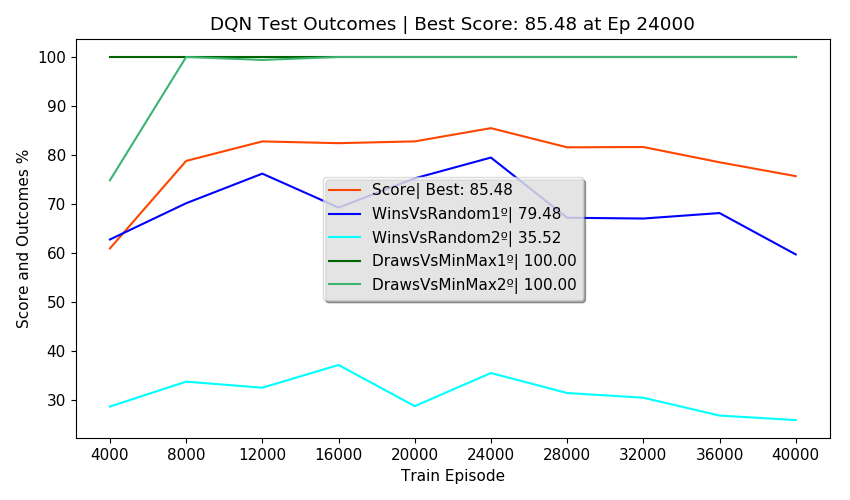 DQN Test Outcomes | Best Score: 85.48 at Ep 24000
100
90
80
70
60
50
40
30
Score and Outcomes %
Score| Best: 85.48
WinsVsRandom1º| 79.48
WinsVsRandom2º| 35.52
DrawsVsMinMax1º| 100.00
DrawsVsMinMax2º| 100.00
4000 8000 12000 16000 20000 24000 28000 32000 36000 40000
Train Episode